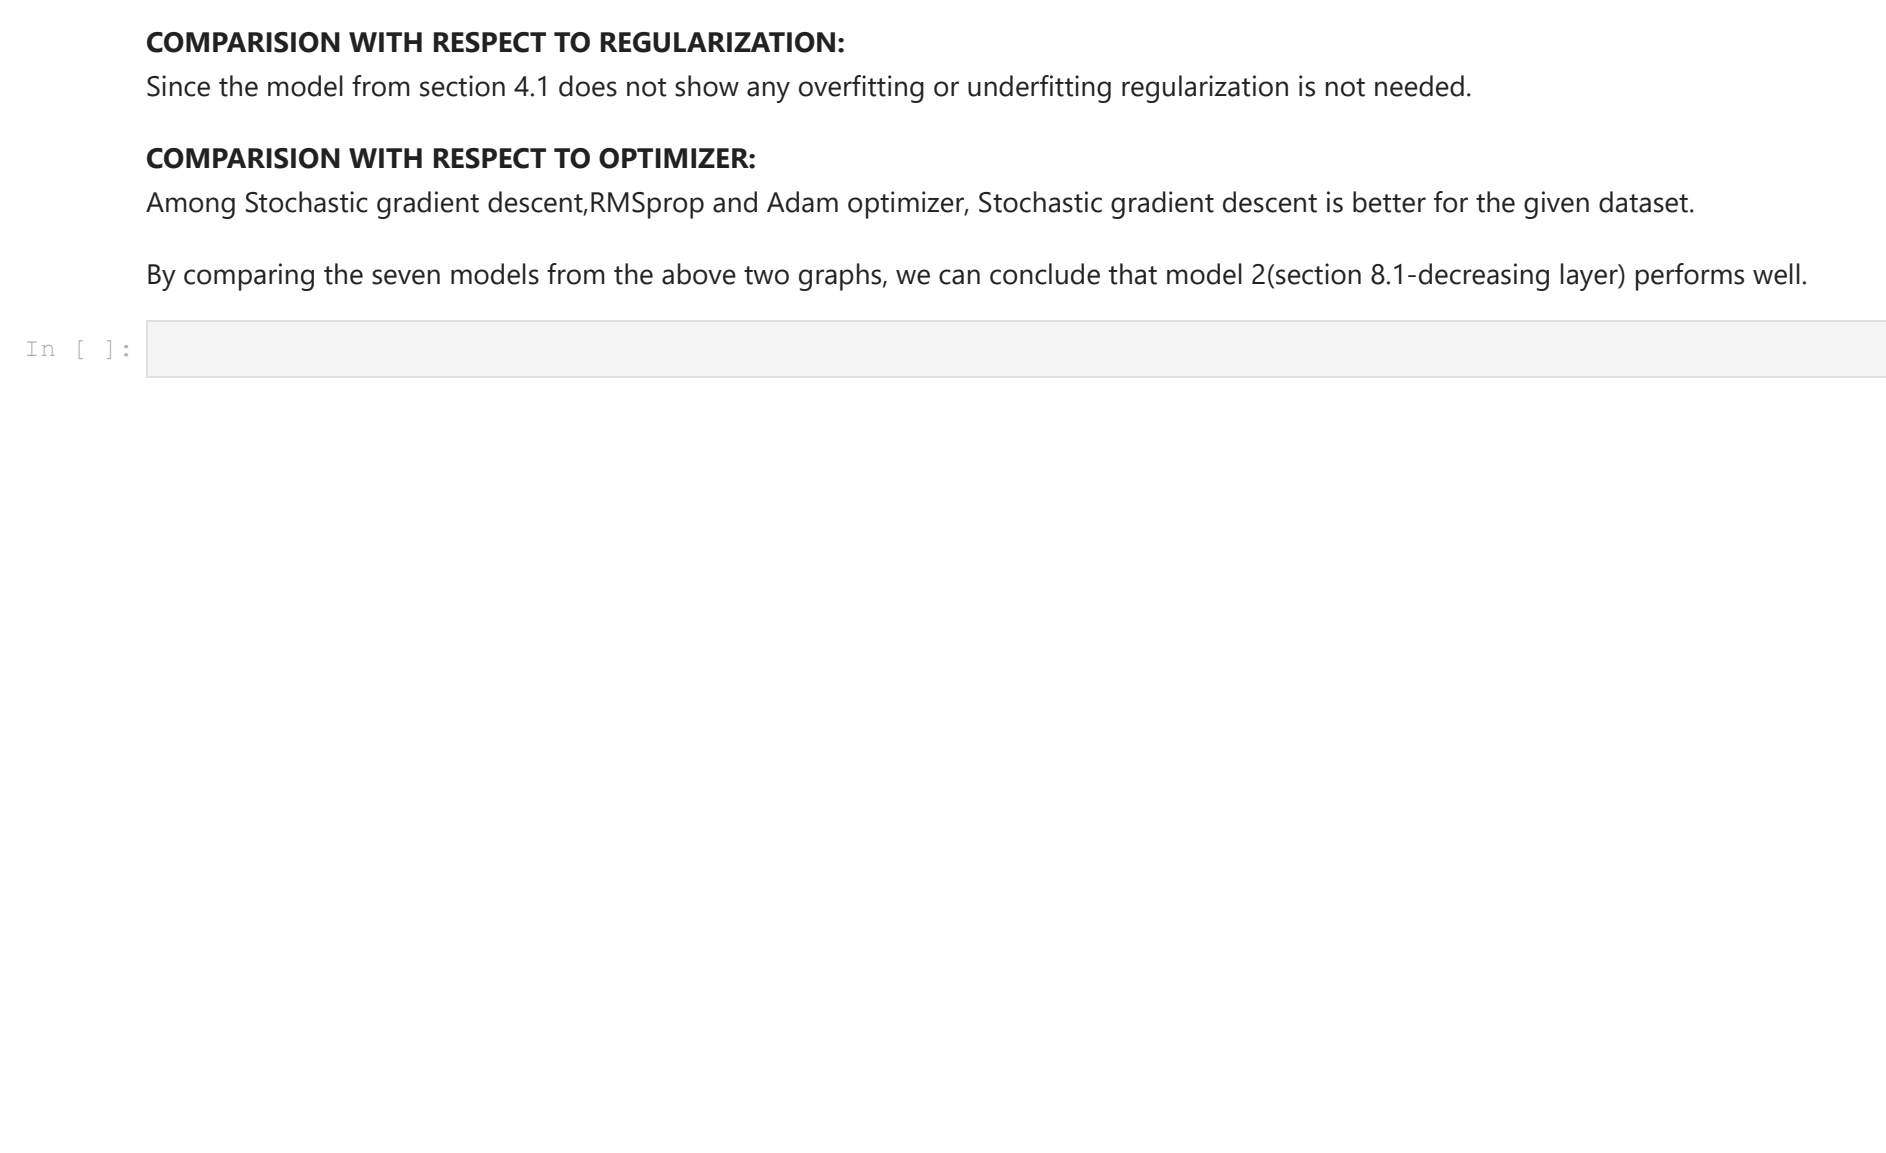 COMPARISION WITH RESPECT TO REGULARIZATION:
Since the model from section 4.1 does not show any overfitting or underfitting regularization is not needed.
COMPARISION WITH RESPECT TO OPTIMIZER:
Among Stochastic gradient descent,RMSprop and Adam optimizer, Stochastic gradient descent is better for the given dataset.
By comparing the seven models from the above two graphs, we can conclude that model 2(section 8.1-decreasing layer) performs well.
In [ ]: